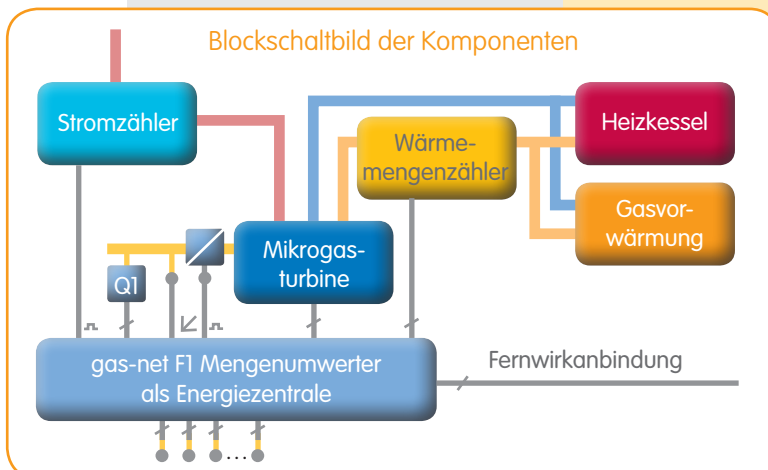 Blockschaltbild der Komponenten
Stromzähler
Wärme-
mengenzähler
Heizkessel
Gasvor-
wärmung
Mikrogas-
turbine
Q1
gas-net F1 Mengenumwerter
als Energiezentrale
Fernwirkanbindung
...